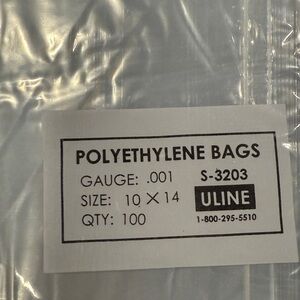 POLYETHYLENE BAGS
GAUGE: .001 S-3203
SIZE: 10 X 14 ULINE
QTY: 100 1-800-295-5510